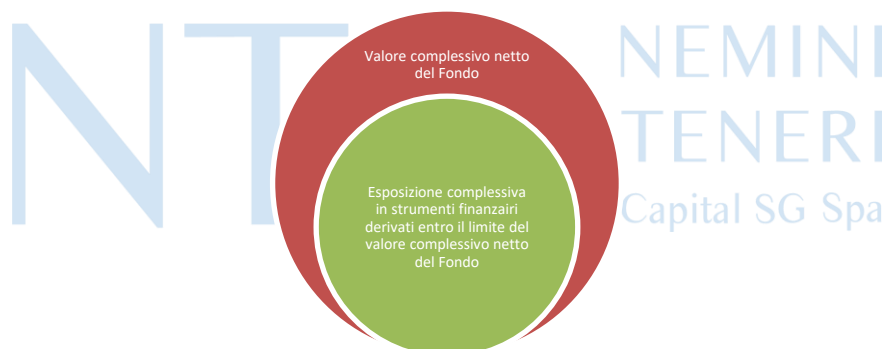 Valore complessivo netto
del Fondo
Esposizione complessiva
in strumenti finanzairi
derivati entro il limite del
valore complessivo netto
del Fondo
NT
NEMINI
TENERI
Capital SG Spa